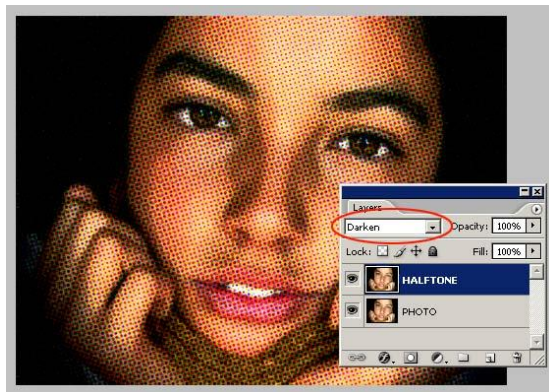 Layers
Darken
Opacity: 100%
Lock:
Fill: 100%
HALFTONE
PHOTO